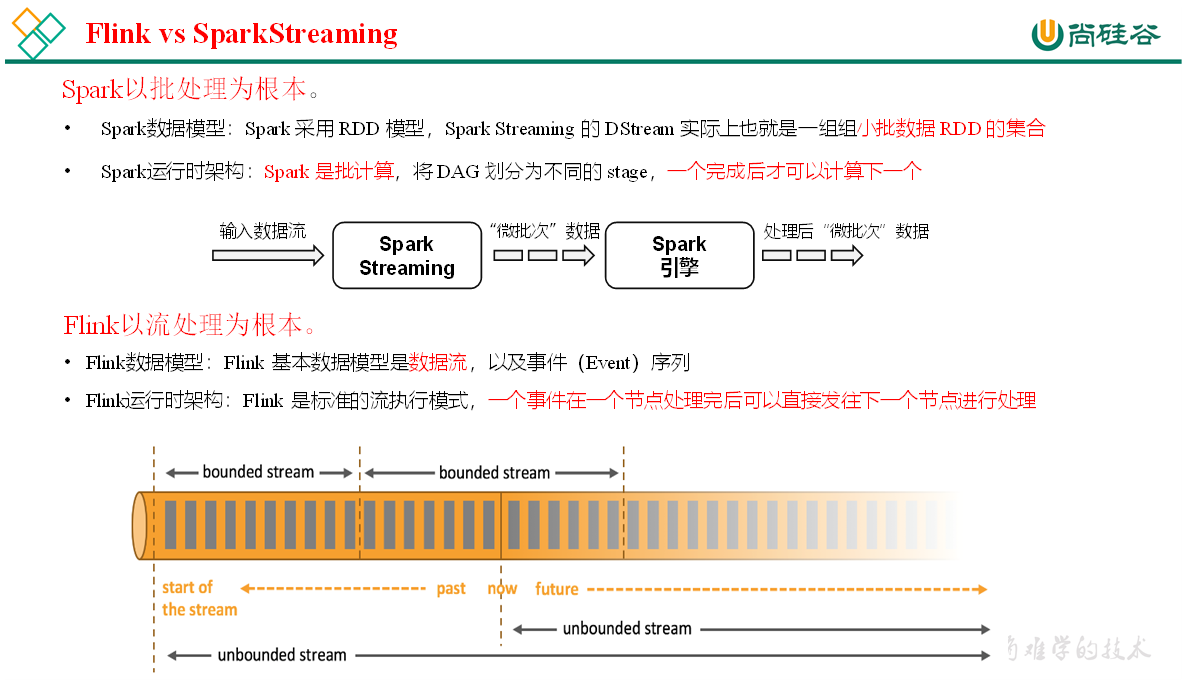 Flink vs SparkStreaming
尚硅谷
Spark以批处理为根本。
• Spark数据模型：Spark 采用 RDD 模型，Spark Streaming 的 DStream 实际上也就是一组组小批数据 RDD 的集合
• Spark运行时架构：Spark 是批计算，将 DAG 划分为不同的 stage，一个完成后才可以计算下一个
输入数据流
Spark
Streaming
“微批次”数据
Spark
引擎
处理后“微批次”数据
Flink以流处理为根本。
• Flink数据模型：Flink 基本数据模型是数据流，以及事件（Event）序列
• Flink运行时架构：Flink 是标准的流执行模式，一个事件在一个节点处理完后可以直接发往下一个节点进行处理
bounded stream
bounded stream
start of
the stream
past
now
future
unbounded stream
unbounded stream
难学的技术